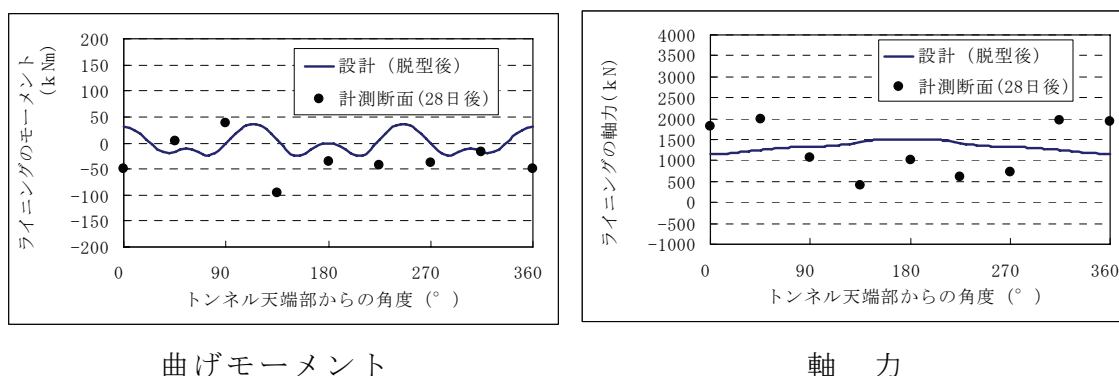 200
150
100
50
0
-50
-100
-150
-200
ライニングのモーメント
(kNm)
設計（脱型後）
計測断面(28日後)
0 90 180 270 360
トンネル天端部からの角度（°）
曲げモーメント
4000
3500
3000
2500
2000
1500
1000
500
0
-500
-1000
ライニングの軸力(kN)
設計（脱型後）
計測断面(28日後)
0 90 180 270 360
トンネル天端部からの角度（°）
軸　力